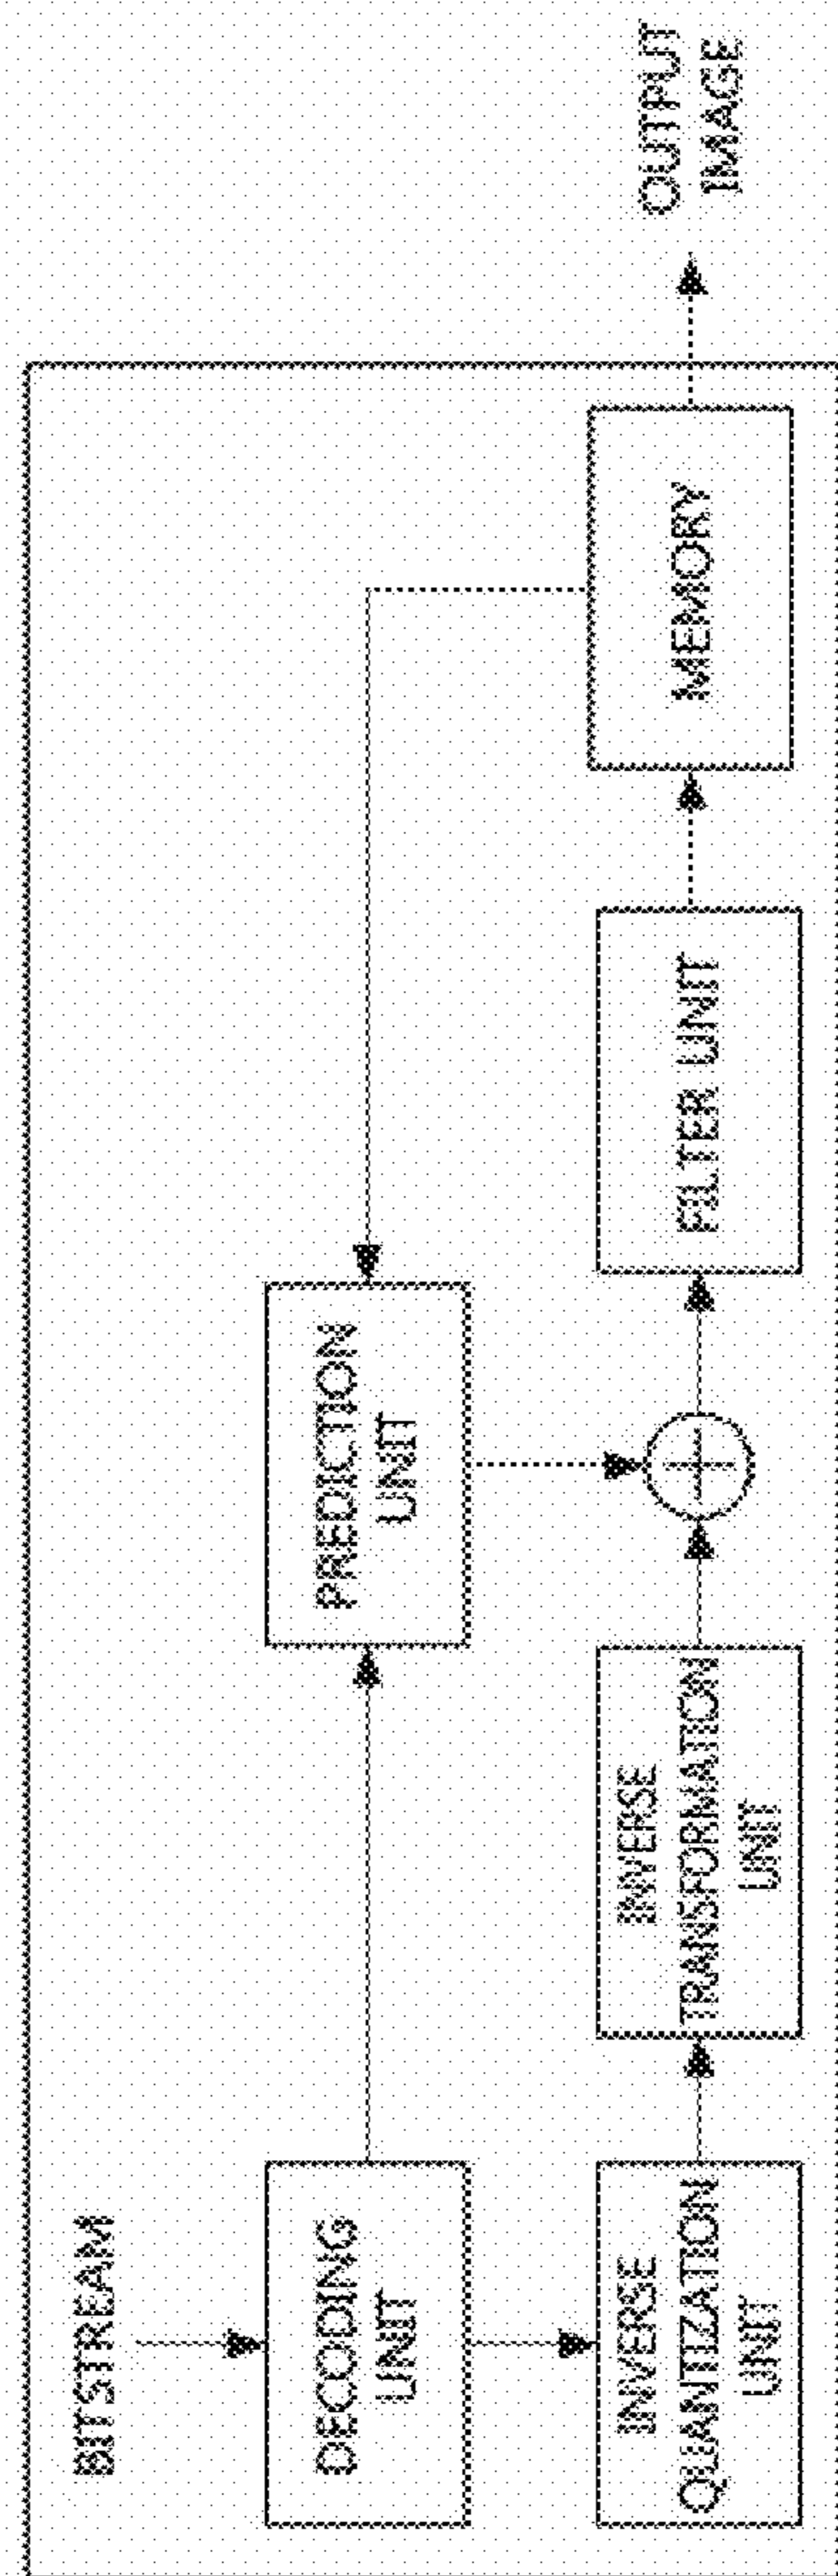 BITSTREAM
DECODING
UNIT
PREDICTION
UNIT
INVERSE
QUANTIZATION
UNIT
INVERSE
TRANSFORMATION
UNIT
FILTER UNIT
MEMORY
OUTPUT
IMAGE